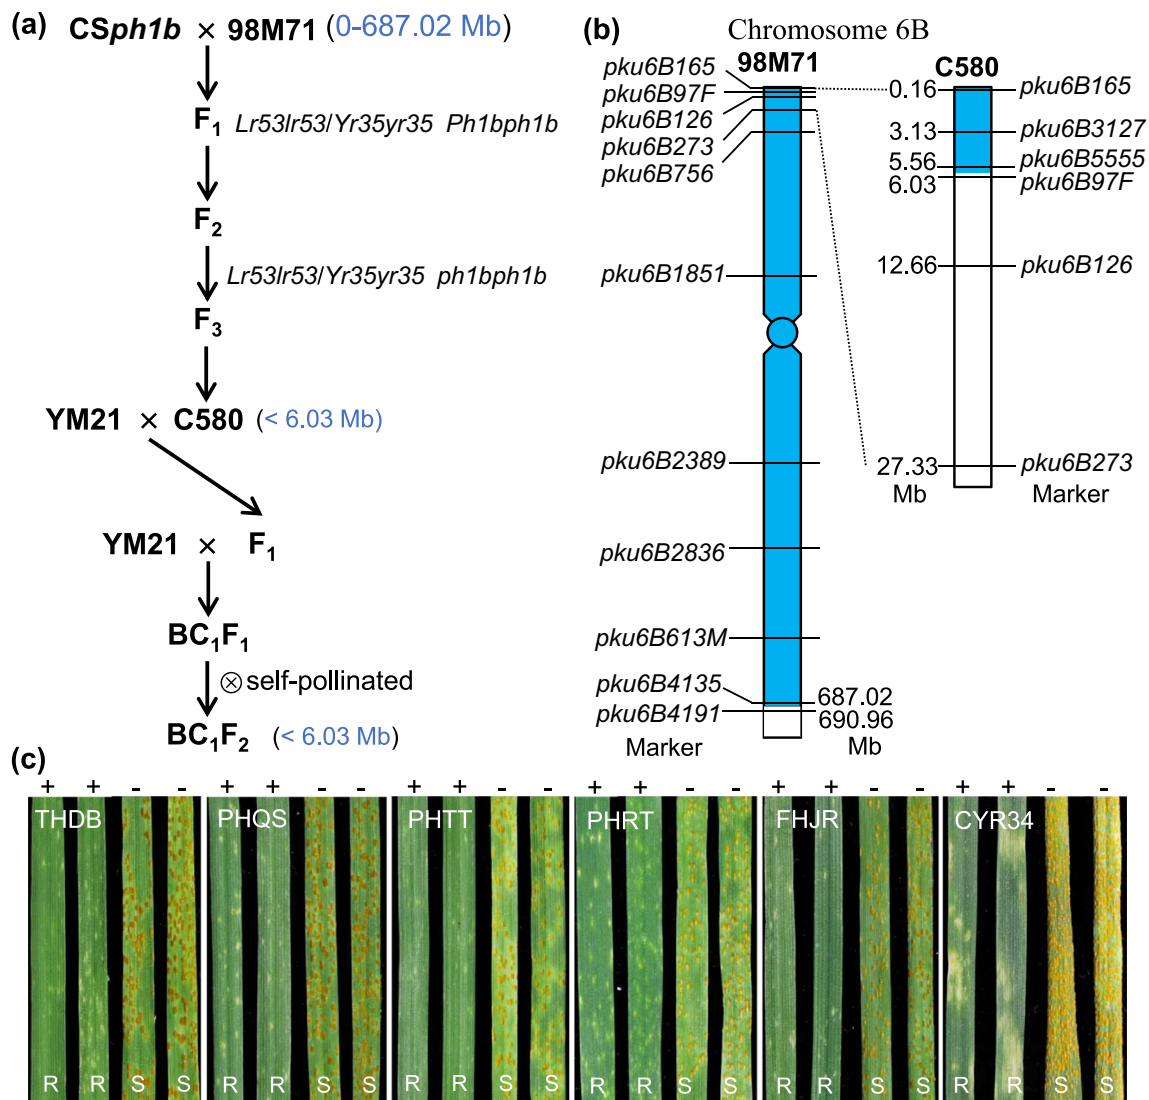 (a)
CSph1b × 98M71 (0-687.02 Mb)
F1 Lr53lr53/Yr35yr35 Ph1bph1b
F2
Lr53lr53/Yr35yr35 ph1bph1b
F3
YM21 × C580 (< 6.03 Mb)
YM21 × F1
BC1F1
⊗ self-pollinated
BC1F2 (< 6.03 Mb)
(b)
Chromosome 6B
98M71
pku6B165
pku6B97F
pku6B126
pku6B273
pku6B756
pku6B1851
pku6B2389
pku6B2836
pku6B613M
pku6B4135 687.02
pku6B4191 690.96
Marker Mb
C580
0.16 pku6B165
3.13 pku6B3127
5.56 pku6B5555
6.03 pku6B97F
12.66 pku6B126
27.33 pku6B273
Mb Marker
(c)
+ + - - + + - - + + - - + + - - + + - - + + - -
THDB PHQS PHTT PHRT FHJR CYR34
R R S S R R S S R R S S R R S S R R S S R R S S